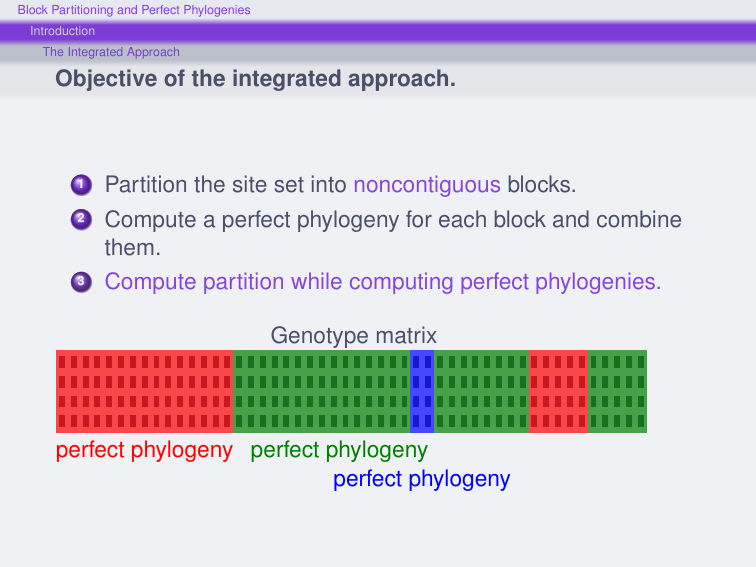 Block Partitioning and Perfect Phylogenies
Introduction
The Integrated Approach
Objective of the integrated approach.
1 Partition the site set into noncontiguous blocks.
2 Compute a perfect phylogeny for each block and combine
them.
3 Compute partition while computing perfect phylogenies.
Genotype matrix
perfect phylogeny perfect phylogeny
perfect phylogeny